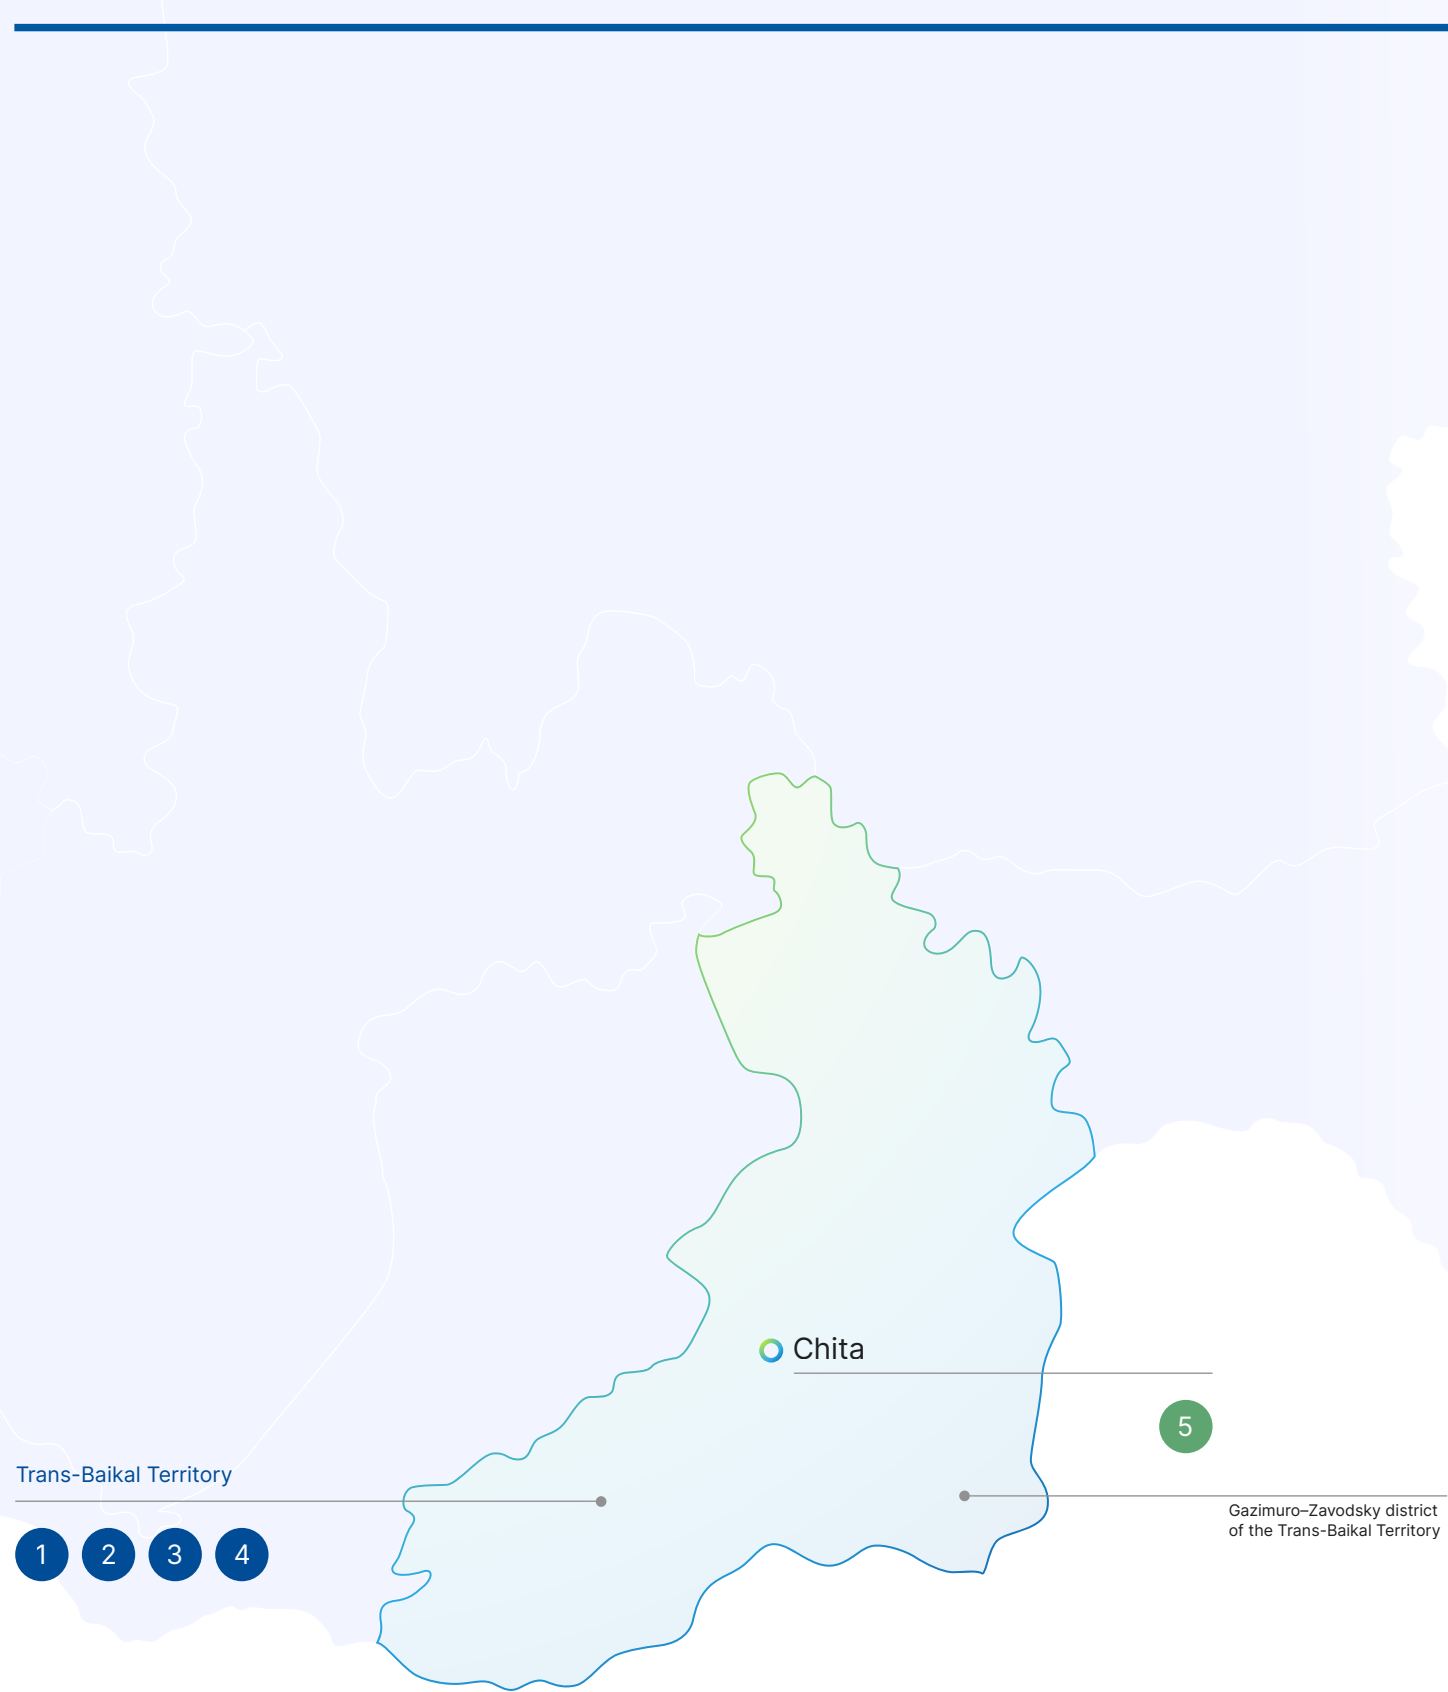 Chita
5
Trans-Baikal Territory
Gazimuro–Zavodsky district
of the Trans-Baikal Territory
1 2 3 4